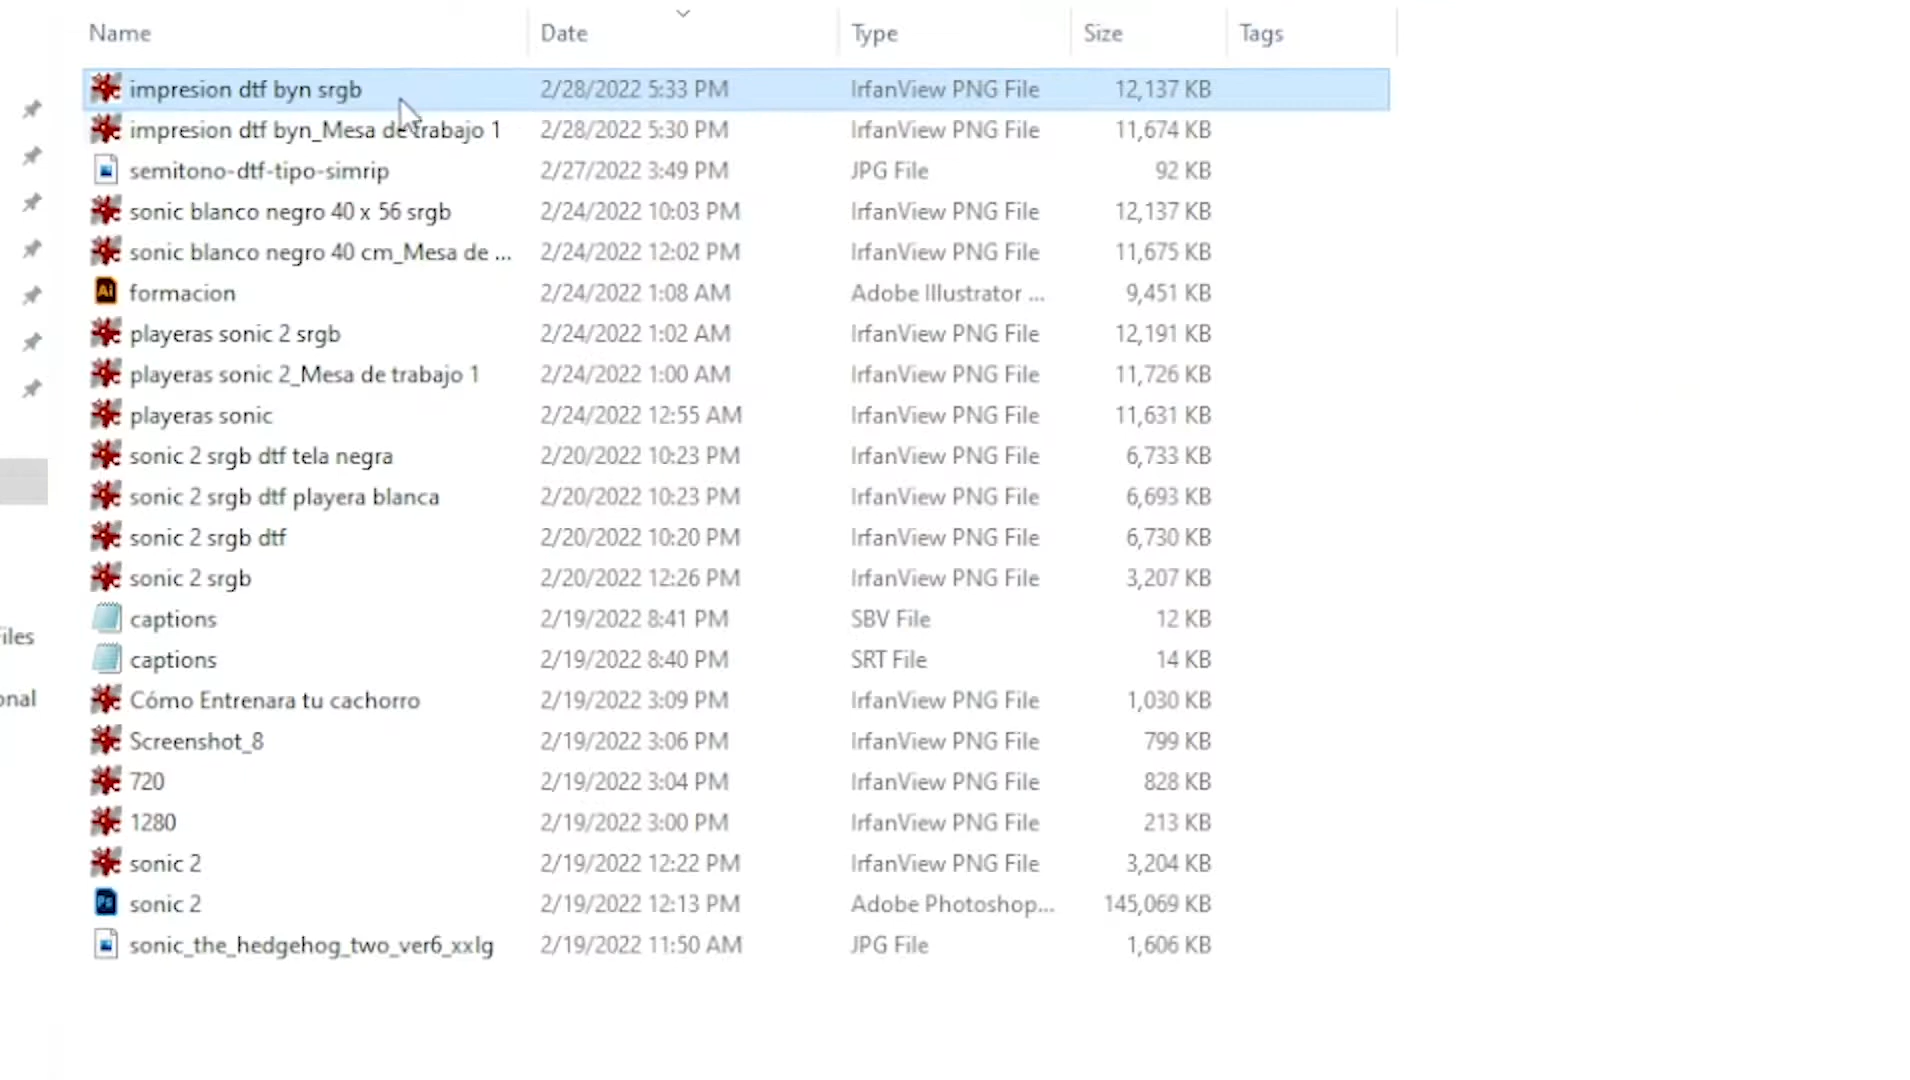 Name Date Type Size Tags
impresion dtf byn srgb 2/28/2022 5:33 PM IrfanView PNG File 12,137 KB
impresion dtf byn_Mesa de trabajo 1 2/28/2022 5:30 PM IrfanView PNG File 11,674 KB
semitono-dtf-tipo-simrip 2/27/2022 3:49 PM JPG File 92 KB
sonic blanco negro 40 x 56 srgb 2/24/2022 10:03 PM IrfanView PNG File 12,137 KB
sonic blanco negro 40 cm_Mesa de ... 2/24/2022 12:02 PM IrfanView PNG File 11,675 KB
Ai formacion 2/24/2022 1:08 AM Adobe Illustrator ... 9,451 KB
playeras sonic 2 srgb 2/24/2022 1:02 AM IrfanView PNG File 12,191 KB
playeras sonic 2_Mesa de trabajo 1 2/24/2022 1:00 AM IrfanView PNG File 11,726 KB
playeras sonic 2/24/2022 12:55 AM IrfanView PNG File 11,631 KB
sonic 2 srgb dtf tela negra 2/20/2022 10:23 PM IrfanView PNG File 6,733 KB
sonic 2 srgb dtf playera blanca 2/20/2022 10:23 PM IrfanView PNG File 6,693 KB
sonic 2 srgb dtf 2/20/2022 10:20 PM IrfanView PNG File 6,730 KB
sonic 2 srgb 2/20/2022 12:26 PM IrfanView PNG File 3,207 KB
captions 2/19/2022 8:41 PM SBV File 12 KB
iles
captions 2/19/2022 8:40 PM SRT File 14 KB
onal
Cómo Entrenara tu cachorro 2/19/2022 3:09 PM IrfanView PNG File 1,030 KB
Screenshot_8 2/19/2022 3:06 PM IrfanView PNG File 799 KB
720 2/19/2022 3:04 PM IrfanView PNG File 828 KB
1280 2/19/2022 3:00 PM IrfanView PNG File 213 KB
sonic 2 2/19/2022 12:22 PM IrfanView PNG File 3,204 KB
Ps sonic 2 2/19/2022 12:13 PM Adobe Photoshop... 145,069 KB
sonic_the_hedgehog_two_ver6_xxlg 2/19/2022 11:50 AM JPG File 1,606 KB